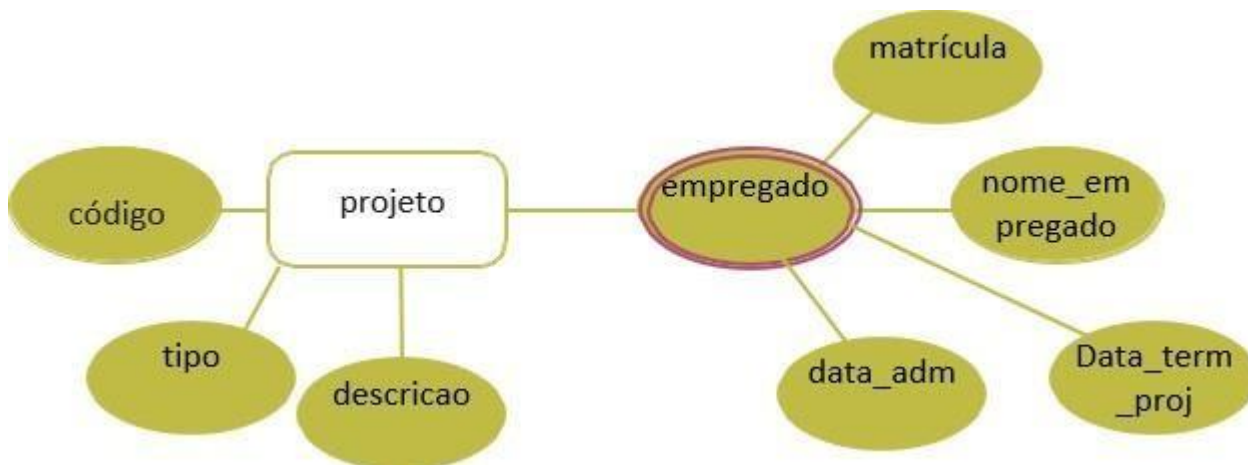 matrícula
empregado
nome_em
pregado
projeto
código
tipo
descricao
data_adm
Data_term
_proj